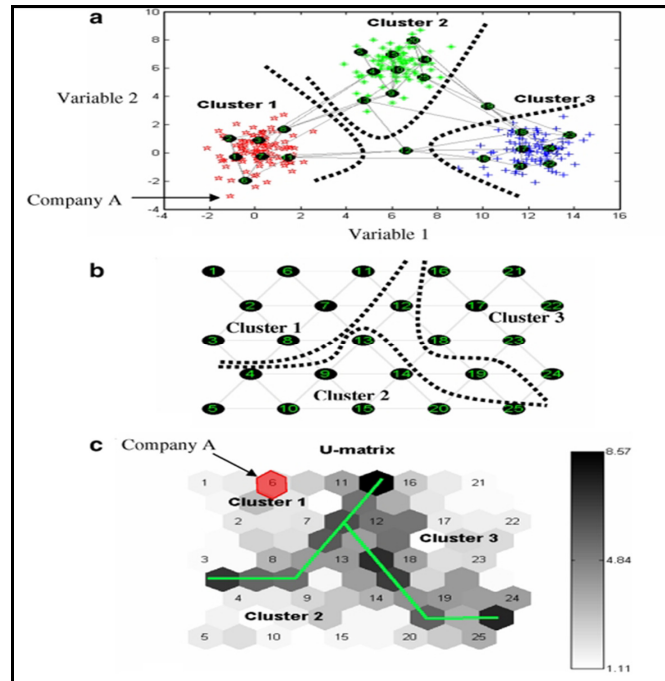 a
10
8
6
4
2
0
-2
-4
Variable 2
Cluster 2
Cluster 1
Cluster 3
Company A
-2 0 2 4 6 8 10 12 14 16
Variable 1
b
1 6 11 16 21
2 7 12 17 22
Cluster 1 Cluster 3
3 8 13 18 23
4 9 14 19 24
Cluster 2
5 10 15 20 25
c
Company A
U-matrix
8.57
4.84
1.11
1 6 11 16 21
Cluster 1
2 7 12 17 22
Cluster 3
3 8 13 18 23
4 9 14 19 24
Cluster 2
5 10 15 20 25